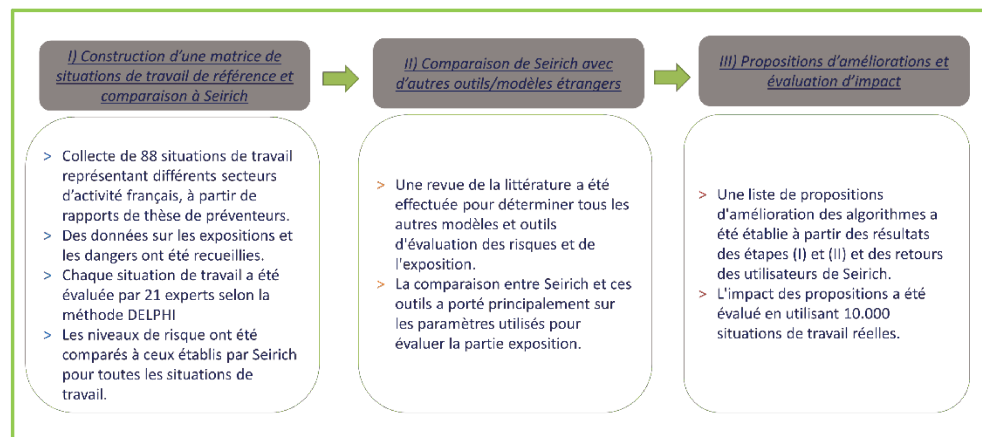 I) Construction d'une matrice de
situations de travail de référence et
comparaison à Seirich
II) Comparaison de Seirich avec
d'autres outils/modèles étrangers
III) Propositions d'améliorations et
évaluation d'impact
> Collecte de 88 situations de travail
représentant différents secteurs
d'activité français, à partir de
rapports de thèse de préventeurs.
> Des données sur les expositions et
les dangers ont été recueillies.
> Chaque situation de travail a été
évaluée par 21 experts selon la
méthode DELPHI
> Les niveaux de risque ont été
comparés à ceux établis par Seirich
pour toutes les situations de
travail.
> Une revue de la littérature a été
effectuée pour déterminer tous les
autres modèles et outils
d'évaluation des risques et de
l'exposition.
> La comparaison entre Seirich et ces
outils a porté principalement sur
les paramètres utilisés pour
évaluer la partie exposition.
> Une liste de propositions
d'amélioration des algorithmes a
été établie à partir des résultats
des étapes (I) et (II) et des retours
des utilisateurs de Seirich.
> L'impact des propositions a été
évalué en utilisant 10.000
situations de travail réelles.